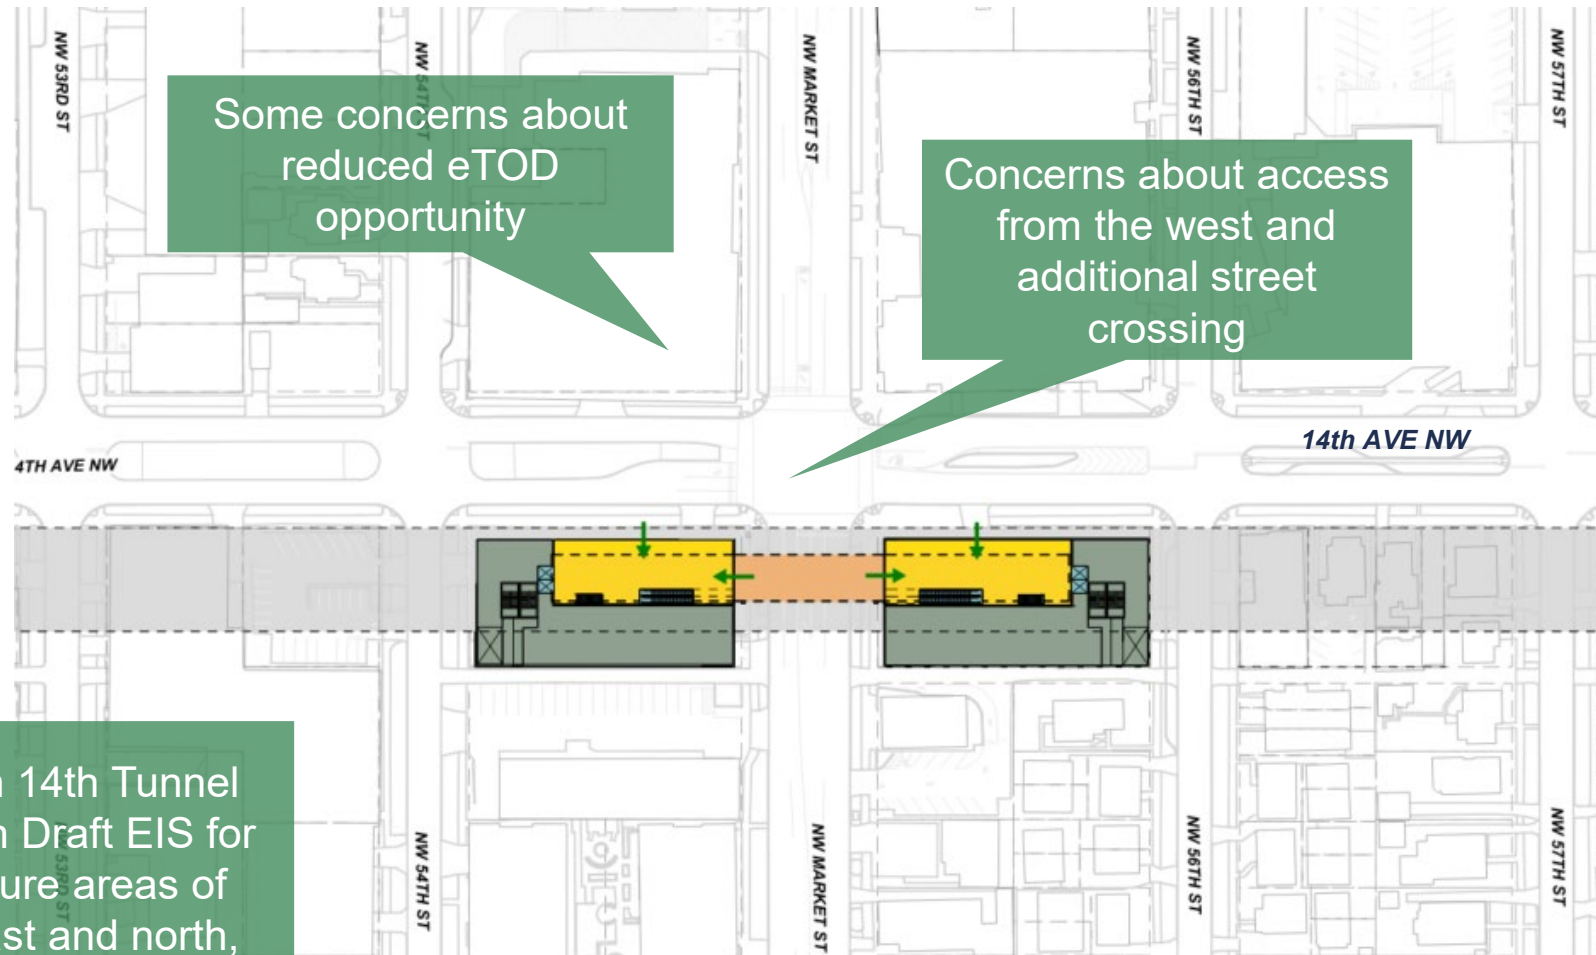 NW 53RD ST
NW 54TH ST
NW MARKET ST
NW 56TH ST
NW 57TH ST
Some concerns about
reduced eTOD
opportunity
Concerns about access
from the west and
additional street
crossing
14th AVE NW
4TH AVE NW
14th Tunnel
Draft EIS for
ure areas of
ast and north,
NW 53RD ST
NW 54TH ST
NW MARKET ST
NW 56TH ST
NW 57TH ST